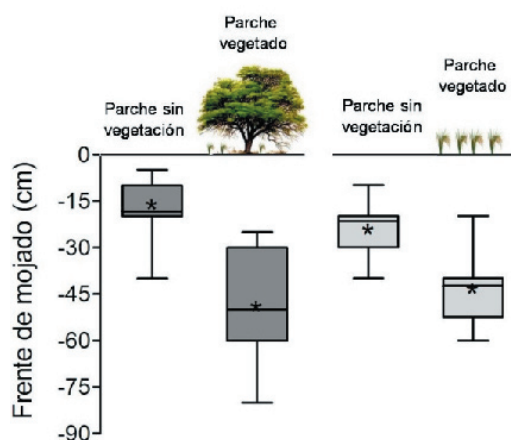 Parche
vegetado
Parche sin
vegetación
Parche sin
vegetación
Parche
vegetado
Frente de mojado (cm)
0
-15
-30
-45
-60
-75
-90
*
*
*
*